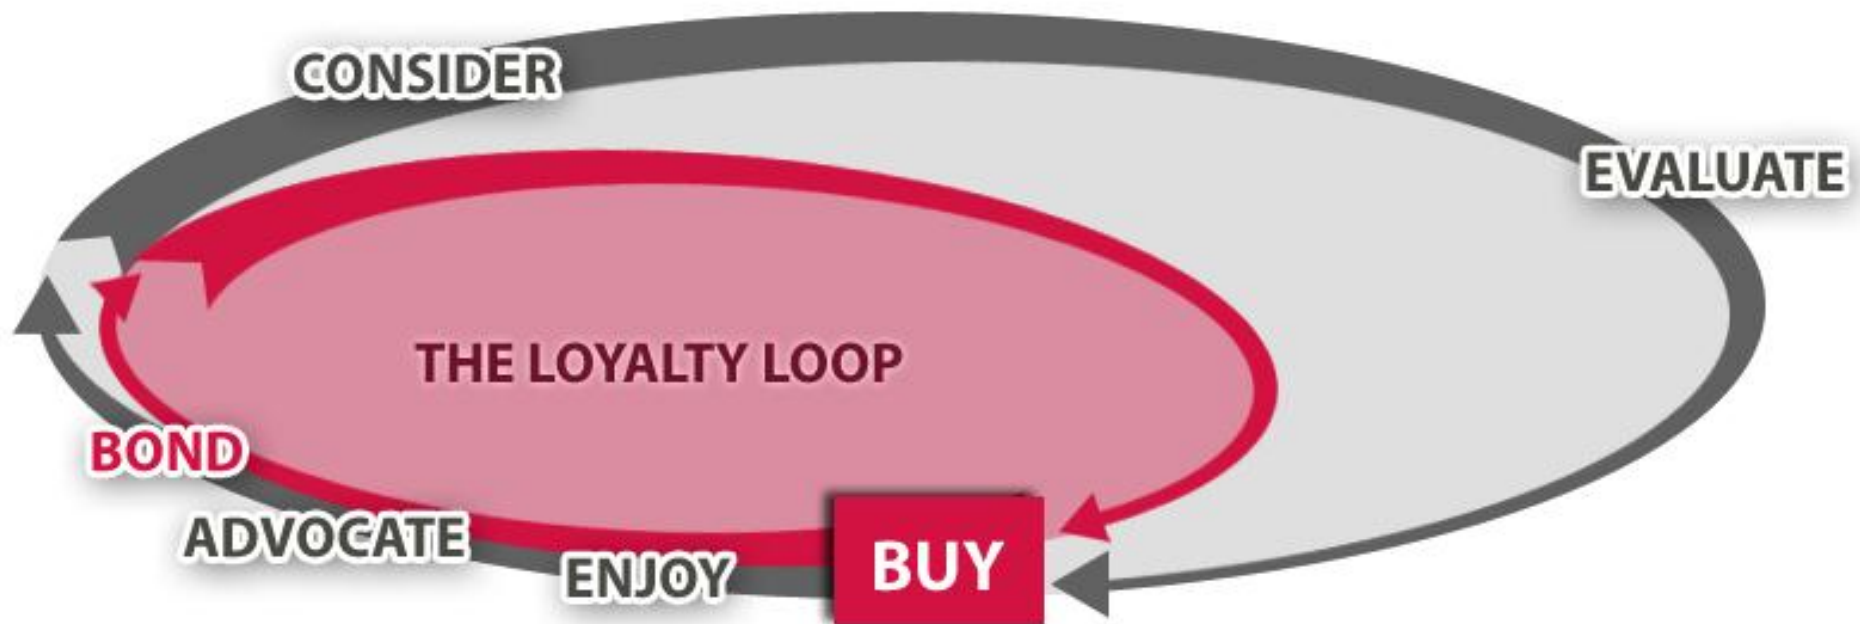 CONSIDER
EVALUATE
THE LOYALTY LOOP
BOND
ADVOCATE
ENJOY
BUY